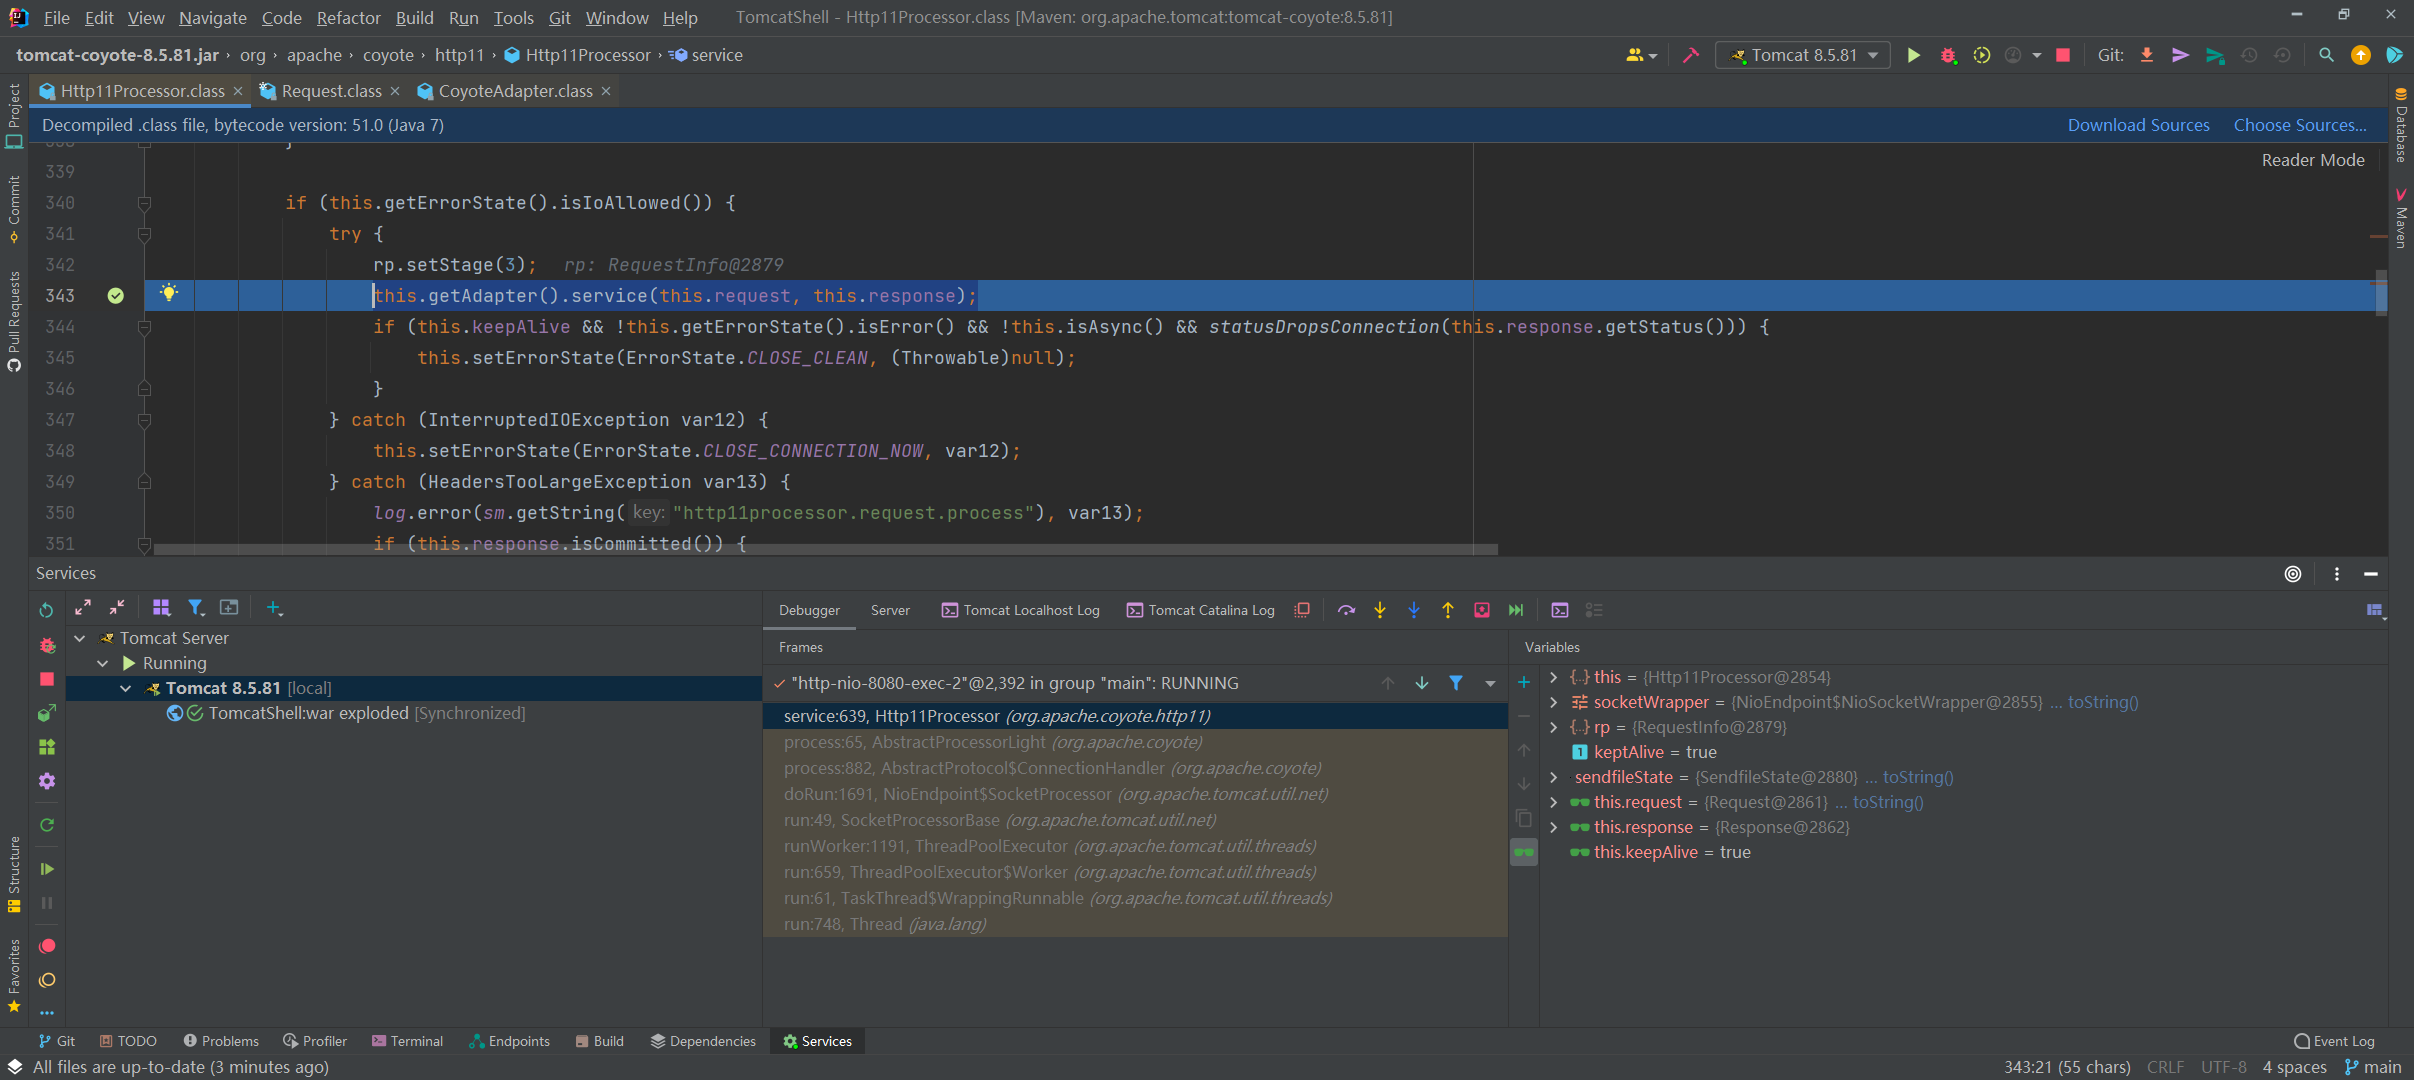 File Edit View Navigate Code Refactor Build Run Tools Git Window Help TomcatShell - Http11Processor.class [Maven: org.apache.tomcat:tomcat-coyote:8.5.81]
tomcat-coyote-8.5.81.jar › org › apache › coyote › http11 › Http11Processor › service Tomcat 8.5.81 Git:
Http11Processor.class × Request.class × CoyoteAdapter.class ×
Decompiled .class file, bytecode version: 51.0 (Java 7) Download Sources Choose Sources...
Reader Mode
338 }
339
340 if (this.getErrorState().isIoAllowed()) {
341 try {
342 rp.setStage(3); rp: RequestInfo@2879
343 this.getAdapter().service(this.request, this.response);
344 if (this.keepAlive && !this.getErrorState().isError() && !this.isAsync() && statusDropsConnection(this.response.getStatus())) {
345 this.setErrorState(ErrorState.CLOSE_CLEAN, (Throwable)null);
346 }
347 } catch (InterruptedIOException var12) {
348 this.setErrorState(ErrorState.CLOSE_CONNECTION_NOW, var12);
349 } catch (HeadersTooLargeException var13) {
350 log.error(sm.getString( key: "http11processor.request.process"), var13);
351 if (this.response.isCommitted()) {
Project
Commit
Pull Requests
Structure
Favorites
Database
Maven
Services
Debugger Server Tomcat Localhost Log Tomcat Catalina Log
Tomcat Server
Running
Tomcat 8.5.81 [local]
TomcatShell:war exploded [Synchronized]
Frames
"http-nio-8080-exec-2"@2,392 in group "main": RUNNING
service:639, Http11Processor (org.apache.coyote.http11)
process:65, AbstractProcessorLight (org.apache.coyote)
process:882, AbstractProtocol$ConnectionHandler (org.apache.coyote)
doRun:1691, NioEndpoint$SocketProcessor (org.apache.tomcat.util.net)
run:49, SocketProcessorBase (org.apache.tomcat.util.net)
runWorker:1191, ThreadPoolExecutor (org.apache.tomcat.util.threads)
run:659, ThreadPoolExecutor$Worker (org.apache.tomcat.util.threads)
run:61, TaskThread$WrappingRunnable (org.apache.tomcat.util.threads)
run:748, Thread (java.lang)
Variables
this = {Http11Processor@2854}
socketWrapper = {NioEndpoint$NioSocketWrapper@2855} ... toString()
rp = {RequestInfo@2879}
keptAlive = true
sendfileState = {SendfileState@2880} ... toString()
this.request = {Request@2861} ... toString()
this.response = {Response@2862}
this.keepAlive = true
Git TODO Problems Profiler Terminal Endpoints Build Dependencies Services Event Log
All files are up-to-date (3 minutes ago) 343:21 (55 chars) CRLF UTF-8 4 spaces main